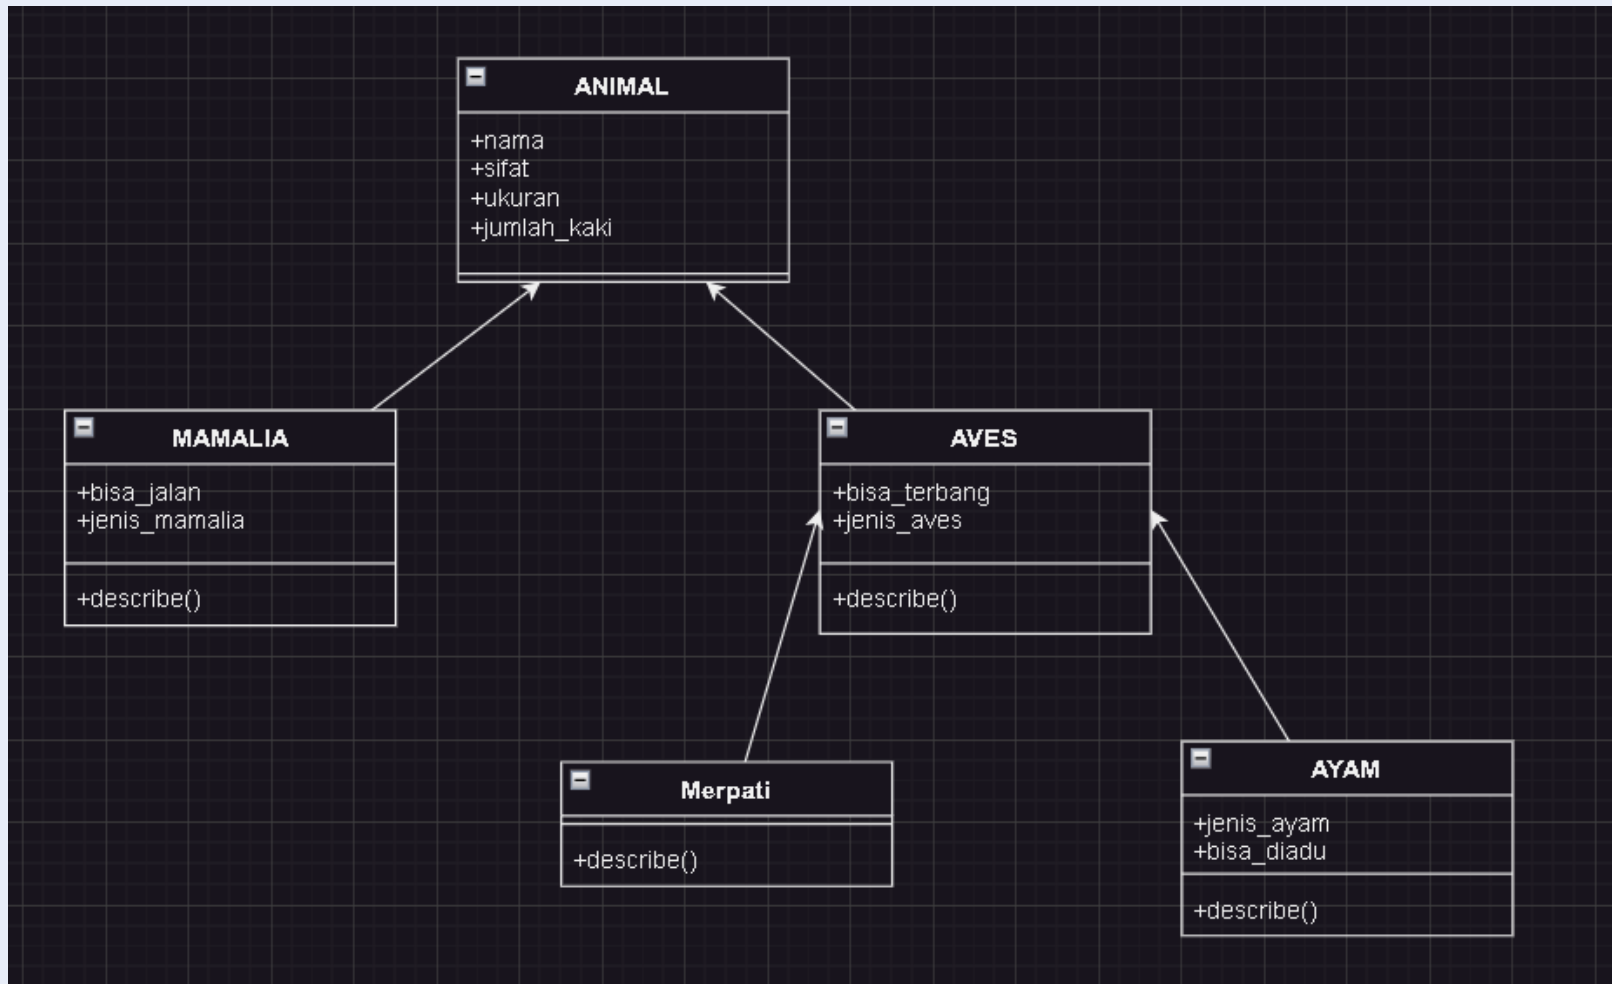 ANIMAL
+nama
+sifat
+ukuran
+jumlah_kaki
MAMALIA
+bisa_jalan
+jenis_mamalia
+describe()
AVES
+bisa_terbang
+jenis_aves
+describe()
Merpati
+describe()
AYAM
+jenis_ayam
+bisa_diadu
+describe()